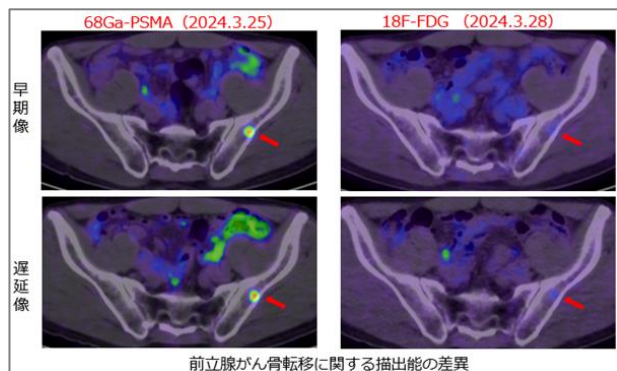 68Ga-PSMA（2024.3.25）
18F-FDG （2024.3.28）
早期像
遅延像
前立腺がん骨転移に関する描出能の差異